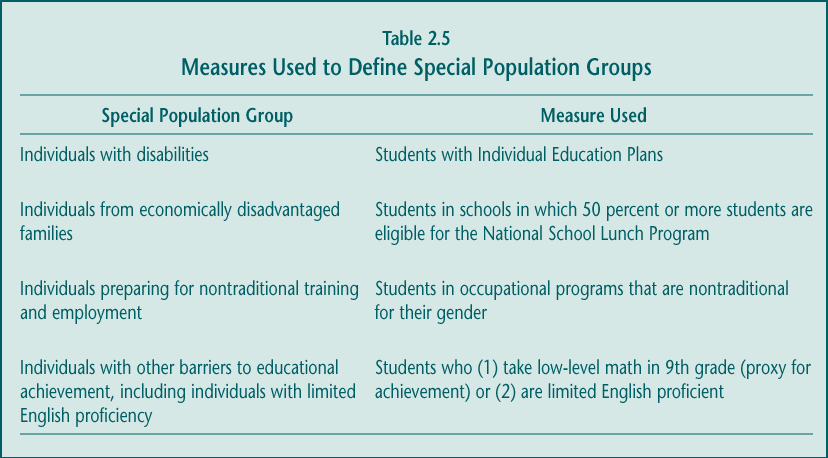 Table 2.5
Measures Used to Define Special Population Groups
Special Population Group
Measure Used
Individuals with disabilities
Students with Individual Education Plans
Individuals from economically disadvantaged
families
Students in schools in which 50 percent or more students are
eligible for the National School Lunch Program
Individuals preparing for nontraditional training
and employment
Students in occupational programs that are nontraditional
for their gender
Individuals with other barriers to educational
achievement, including individuals with limited
English proficiency
Students who (1) take low-level math in 9th grade (proxy for
achievement) or (2) are limited English proficient